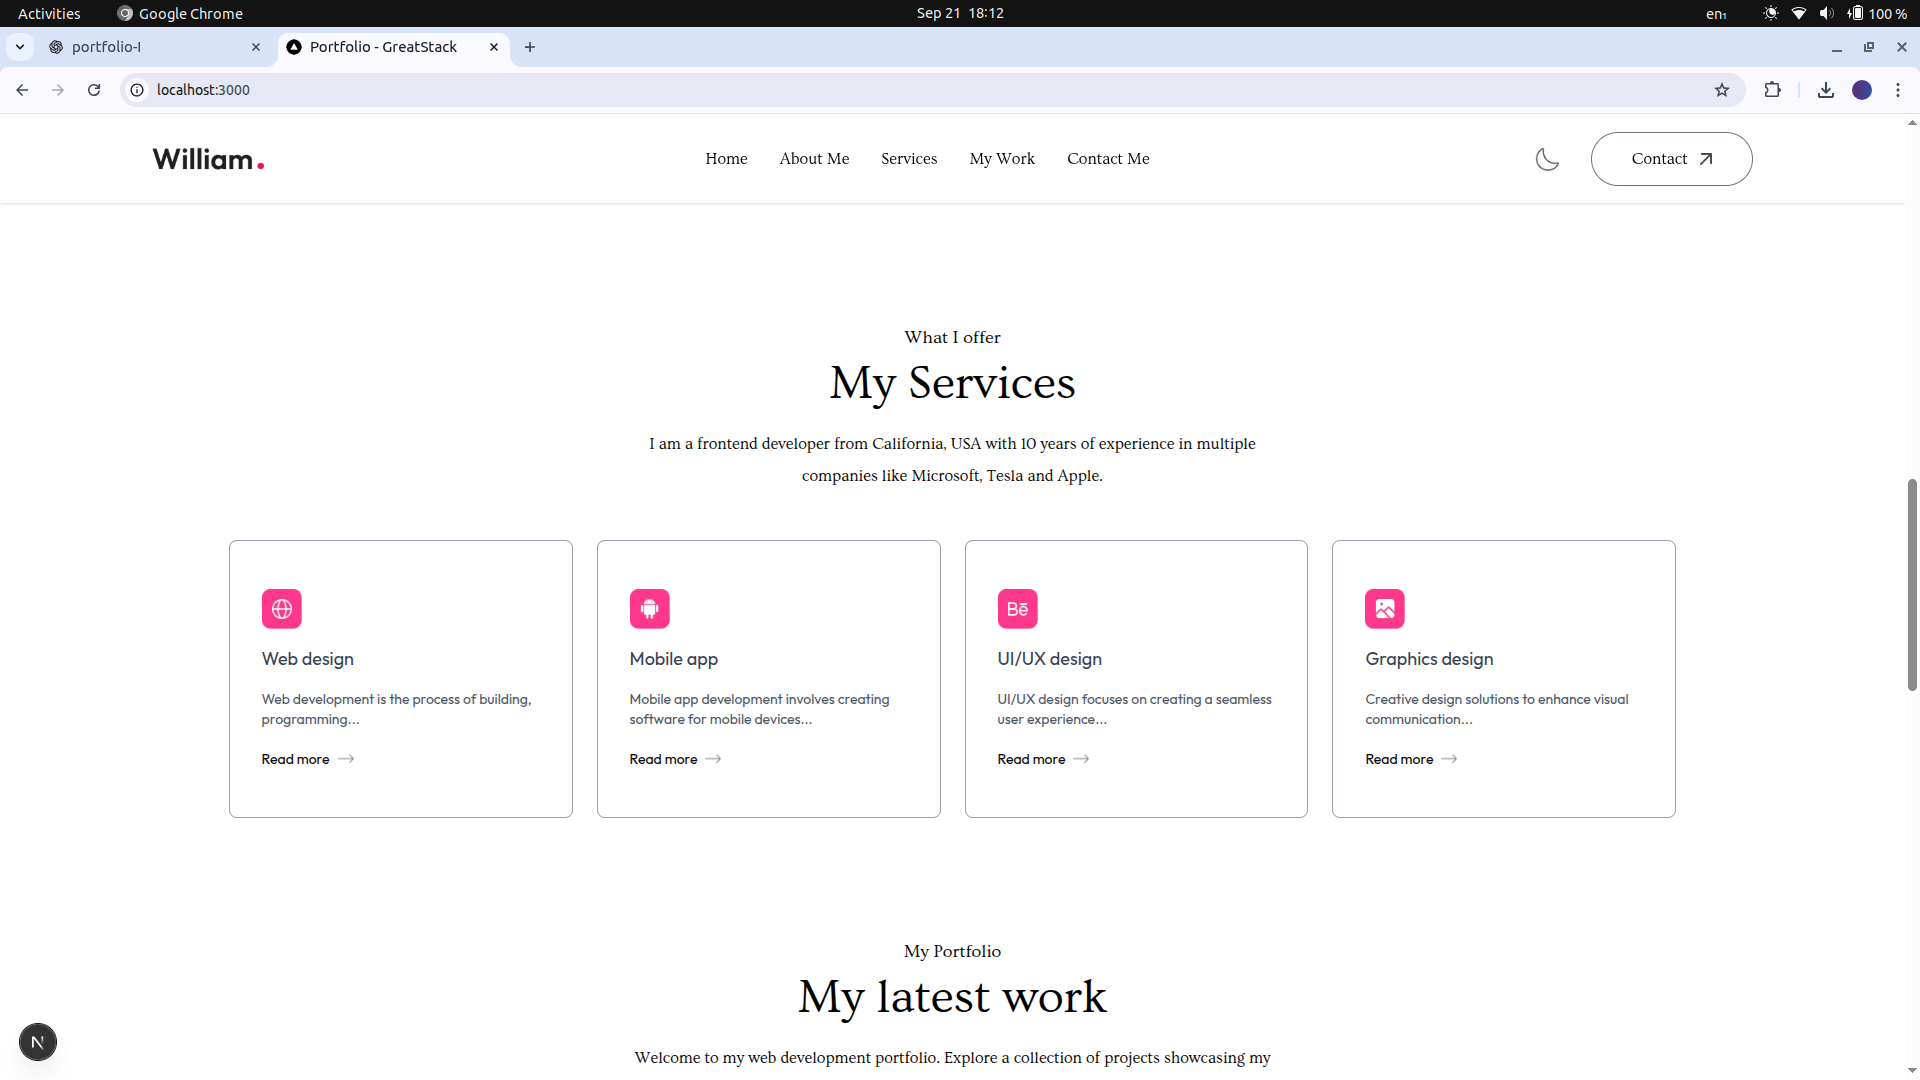 Activities
Google Chrome
Sep 21 18:12
en₁
100 %
portfolio-I
Portfolio - GreatStack
localhost:3000
William.
Home
About Me
Services
My Work
Contact Me
Contact
What I offer
My Services
I am a frontend developer from California, USA with 10 years of experience in multiple
companies like Microsoft, Tesla and Apple.
Web design
Web development is the process of building,
programming...
Read more
Mobile app
Mobile app development involves creating
software for mobile devices...
Read more
Bē
UI/UX design
UI/UX design focuses on creating a seamless
user experience...
Read more
Graphics design
Creative design solutions to enhance visual
communication...
Read more
My Portfolio
My latest work
Welcome to my web development portfolio. Explore a collection of projects showcasing my
N